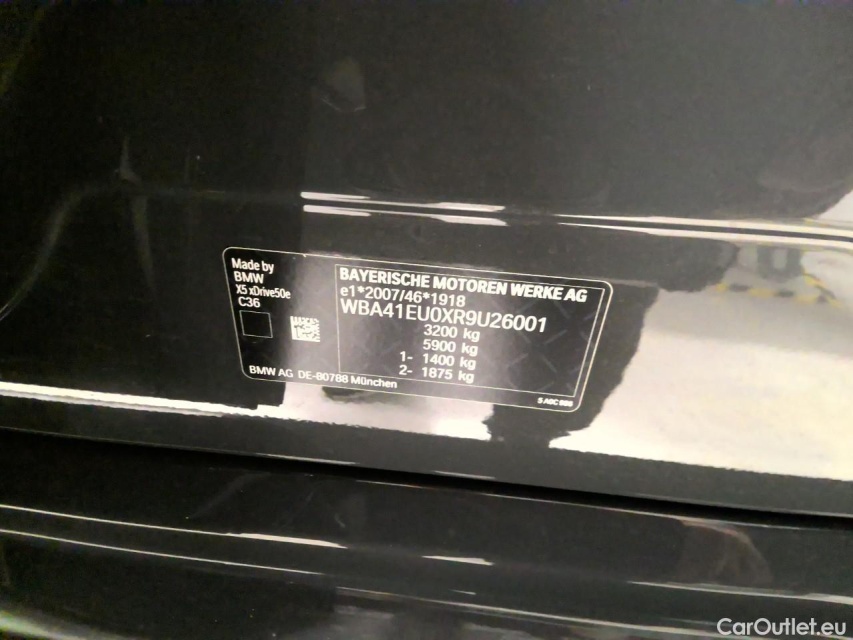 Made by
BMW
X5 xDrive50e
C36
BMW AG DE-80788 München
BAYERISCHE MOTOREN WERKE AG
e1*2007/46*1918
WBA41EU0XR9U26001
3200 kg
5900 kg
1- 1400 kg
2- 1875 kg
CarOutlet.eu